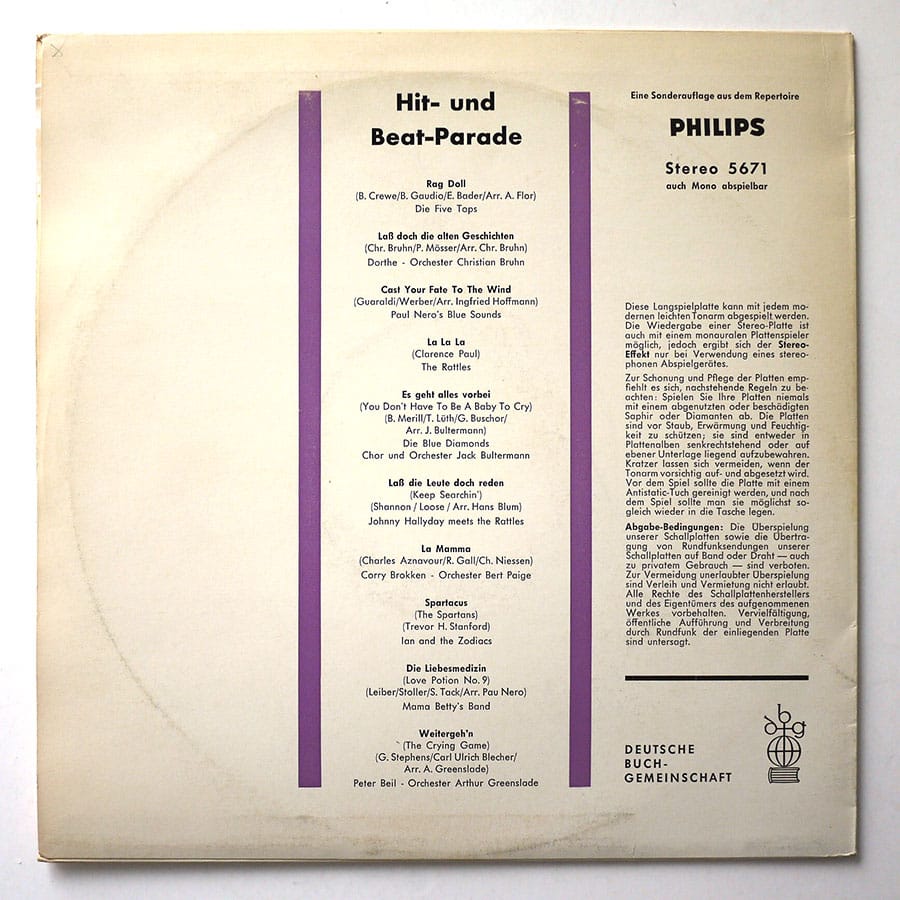 Hit- und
Beat-Parade
Rag Doll
(B. Crewe/B. Gaudio/E. Bader/Arr. A. Flor)
Die Five Tops
Laß doch die alten Geschichten
(Chr. Bruhn/P. Mösser/Arr. Chr. Bruhn)
Dorthe - Orchester Christian Bruhn
Cast Your Fate To The Wind
(Guaraldi/Werber/Arr. Ingfried Hoffmann)
Paul Nero's Blue Sounds
La La La
(Clarence Paul)
The Rattles
Es geht alles vorbei
(You Don't Have To Be A Baby To Cry)
(B. Merill/T. Lüth/G. Buschor/
Arr. J. Bultermann)
Die Blue Diamonds
Chor und Orchester Jack Bultermann
Laß die Leute doch reden
(Keep Searchin')
(Shannon / Loose / Arr. Hans Blum)
Johnny Hallyday meets the Rattles
La Mamma
(Charles Aznavour/R. Gall/Ch. Niessen)
Corry Brokken - Orchester Bert Paige
Spartacus
(The Spartans)
(Trevor H. Stanford)
Ian and the Zodiacs
Die Liebesmedizin
(Love Potion No. 9)
(Leiber/Stoller/S. Tack/Arr. Pau Nero)
Mama Betty's Band
Weitergeh'n
(The Crying Game)
(G. Stephens/Carl Ulrich Blecher/
Arr. A. Greenslade)
Peter Beil - Orchester Arthur Greenslade
Eine Sonderauflage aus dem Repertoire
PHILIPS
Stereo 5671
auch Mono abspielbar
Diese Langspielplatte kann mit jedem mo-
dernen leichten Tonarm abgespielt werden.
Die Wiedergabe einer Stereo-Platte ist
auch mit einem monauralen Plattenspieler
möglich, jedoch ergibt sich der Stereo-
Effekt nur bei Verwendung eines stereo-
phonen Abspielgerätes.
Zur Schonung und Pflege der Platten emp-
fiehlt es sich, nachstehende Regeln zu be-
achten: Spielen Sie Ihre Platten niemals
mit einem abgenutzten oder beschädigten
Saphir oder Diamanten ab. Die Platten
sind vor Staub, Erwärmung und Feuchtig-
keit zu schützen; sie sind entweder in
Plattenalben senkrechtstehend oder auf
ebener Unterlage liegend aufzubewahren.
Kratzer lassen sich vermeiden, wenn der
Tonarm vorsichtig auf- und abgesetzt wird.
Vor dem Spiel sollte die Platte mit einem
Antistatic-Tuch gereinigt werden, und nach
dem Spiel sollte man sie möglichst so-
gleich wieder in die Tasche legen.
Abgabe-Bedingungen: Die Überspielung
unserer Schallplatten sowie die Übertra-
gung von Rundfunksendungen unserer
Schallplatten auf Band oder Draht — auch
zu privatem Gebrauch — sind verboten.
Zur Vermeidung unerlaubter Überspielung
sind Verleih und Vermietung nicht erlaubt.
Alle Rechte des Schallplattenherstellers
und des Eigentümers des aufgenommenen
Werkes vorbehalten. Vervielfältigung,
öffentliche Aufführung und Verbreitung
durch Rundfunk der einliegenden Platte
sind untersagt.
dbg
DEUTSCHE
BUCH-
GEMEINSCHAFT